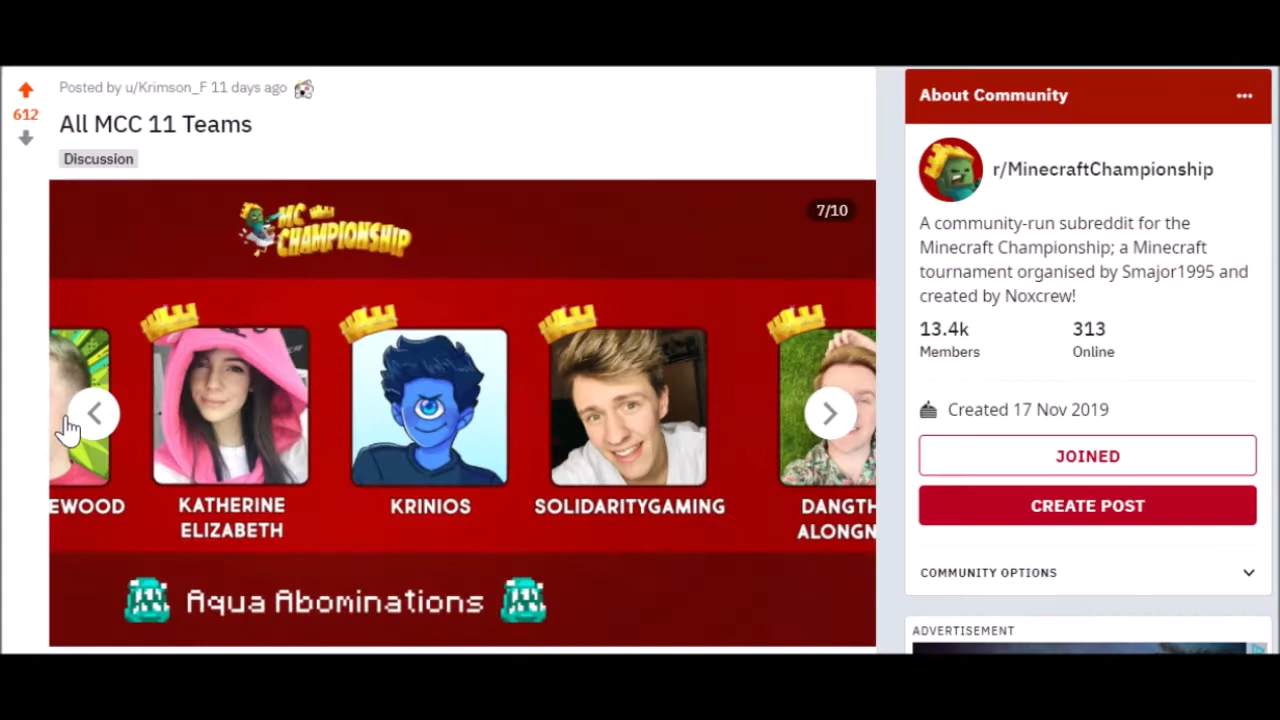 Posted by u/Krimson_F 11 days ago
612
All MCC 11 Teams
Discussion
MC
CHAMPIONSHIP
7/10
EWOOD
KATHERINE
ELIZABETH
KRINIOS
SOLIDARITYGAMING
DANGTH
ALONGN
Aqua Abominations
About Community
r/MinecraftChampionship
A community-run subreddit for the
Minecraft Championship; a Minecraft
tournament organised by Smajor1995 and
created by Noxcrew!
13.4k
Members
313
Online
Created 17 Nov 2019
JOINED
CREATE POST
COMMUNITY OPTIONS
ADVERTISEMENT